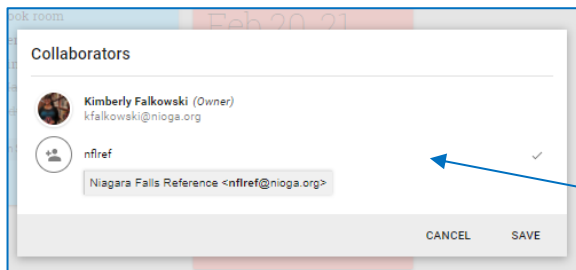 ook room
Feb 20, 21
Collaborators
Kimberly Falkowski (Owner)
kfalkowski@nioga.org
nflref
Niagara Falls Reference <nflref@nioga.org>
CANCEL SAVE